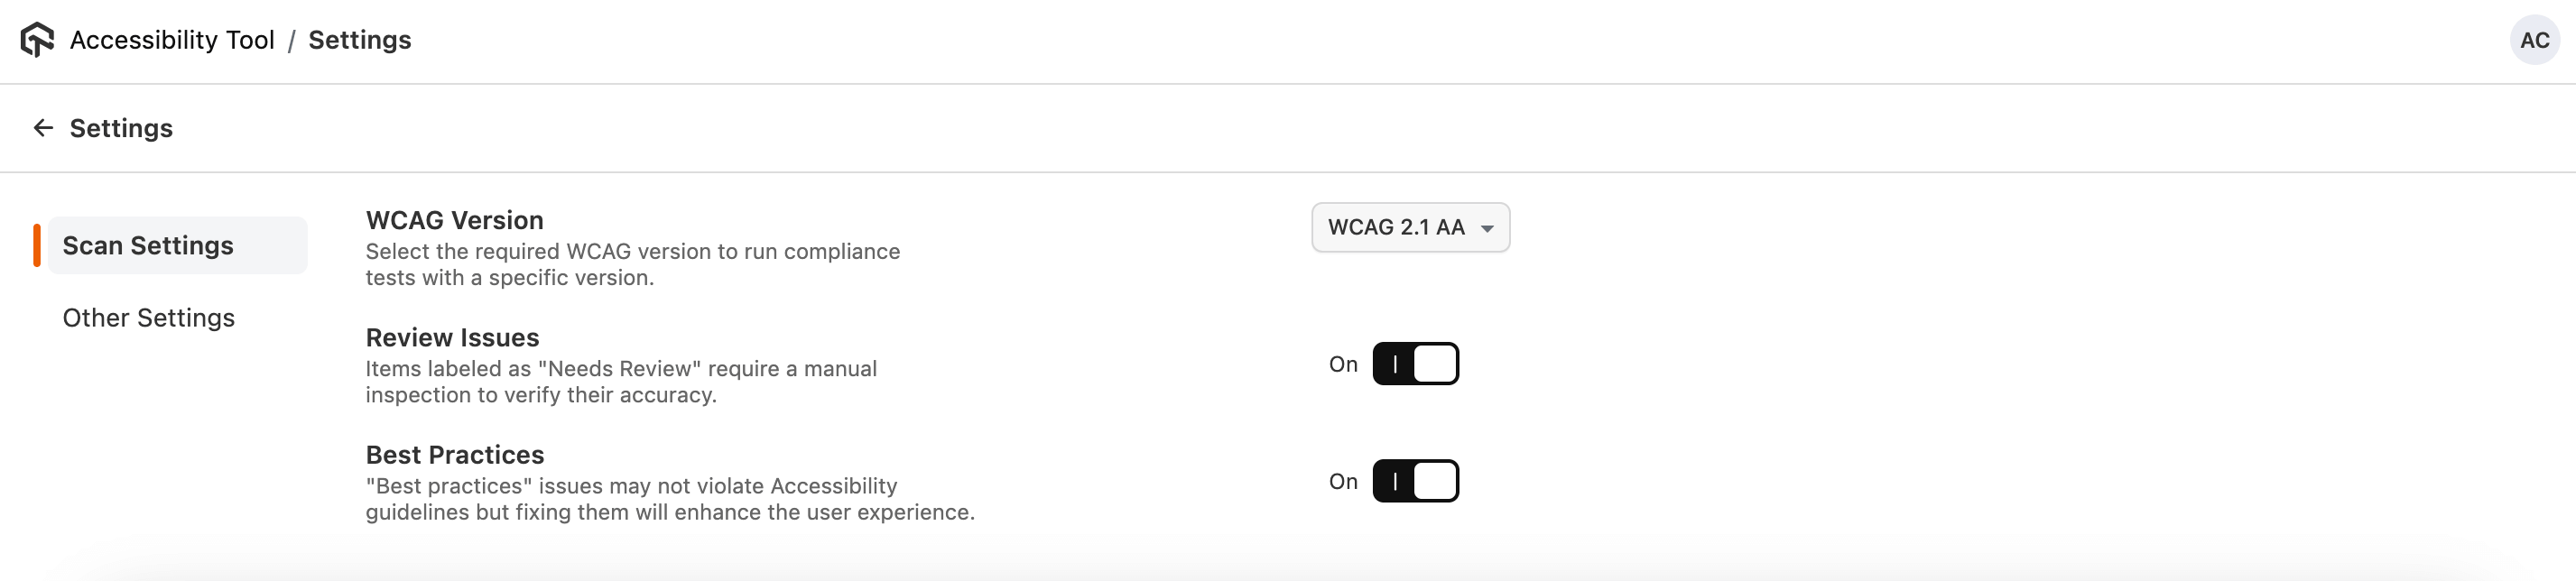 Accessibility Tool / Settings
AC
Settings
Scan Settings
Other Settings
WCAG Version
Select the required WCAG version to run compliance
tests with a specific version.
WCAG 2.1 AA
Review Issues
Items labeled as "Needs Review" require a manual
inspection to verify their accuracy.
On
Best Practices
"Best practices" issues may not violate Accessibility
guidelines but fixing them will enhance the user experience.
On